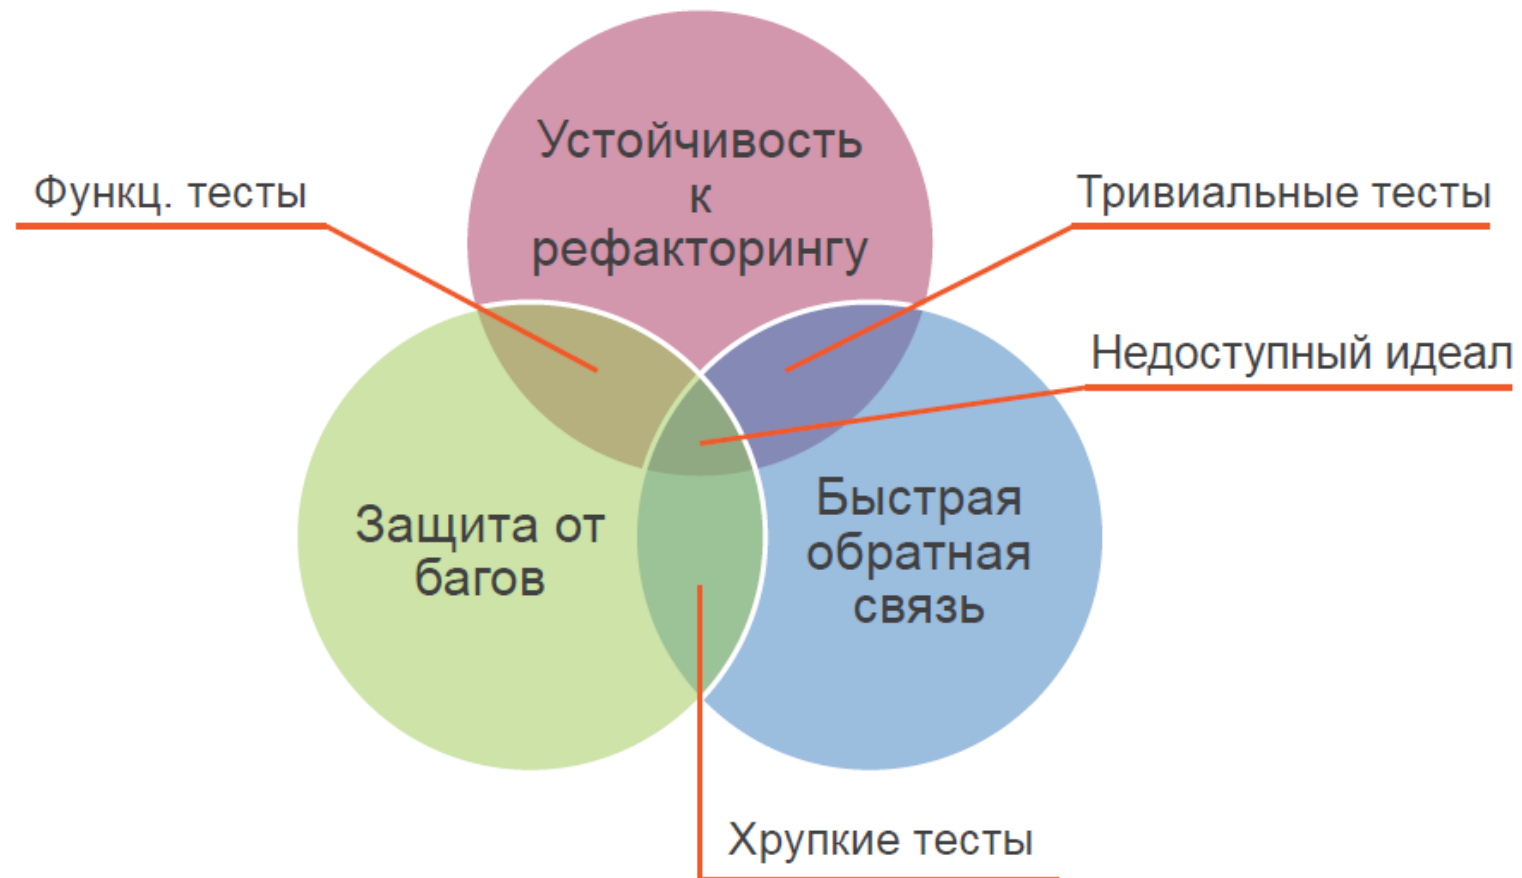 Устойчивость
к
рефакторингу
Функц. тесты
Тривиальные тесты
Недоступный идеал
Защита от
багов
Быстрая
обратная
связь
Хрупкие тесты